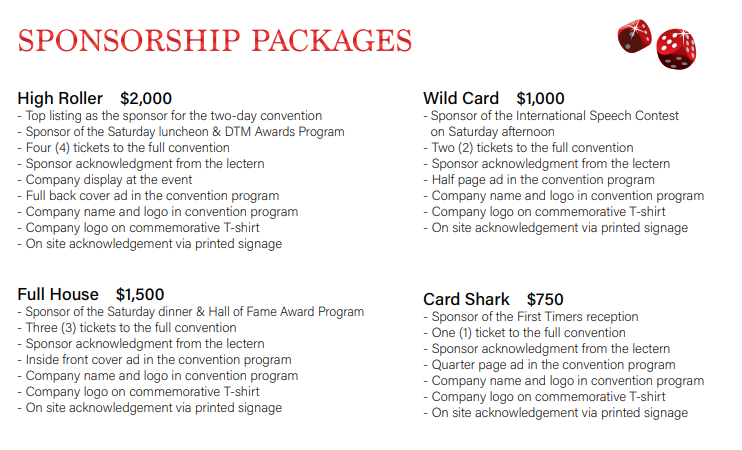 SPONSORSHIP PACKAGES
High Roller $2,000
- Top listing as the sponsor for the two-day convention
- Sponsor of the Saturday luncheon & DTM Awards Program
- Four (4) tickets to the full convention
- Sponsor acknowledgment from the lectern
- Company display at the event
- Full back cover ad in the convention program
- Company name and logo in convention program
- Company logo on commemorative T-shirt
- On site acknowledgement via printed signage
Full House $1,500
- Sponsor of the Saturday dinner & Hall of Fame Award Program
- Three (3) tickets to the full convention
- Sponsor acknowledgment from the lectern
- Inside front cover ad in the convention program
- Company name and logo in convention program
- Company logo on commemorative T-shirt
- On site acknowledgement via printed signage
Wild Card $1,000
- Sponsor of the International Speech Contest
on Saturday afternoon
- Two (2) tickets to the full convention
- Sponsor acknowledgment from the lectern
- Half page ad in the convention program
- Company name and logo in convention program
- Company logo on commemorative T-shirt
- On site acknowledgement via printed signage
Card Shark $750
- Sponsor of the First Timers reception
- One (1) ticket to the full convention
- Sponsor acknowledgment from the lectern
- Quarter page ad in the convention program
- Company name and logo in convention program
- Company logo on commemorative T-shirt
- On site acknowledgement via printed signage